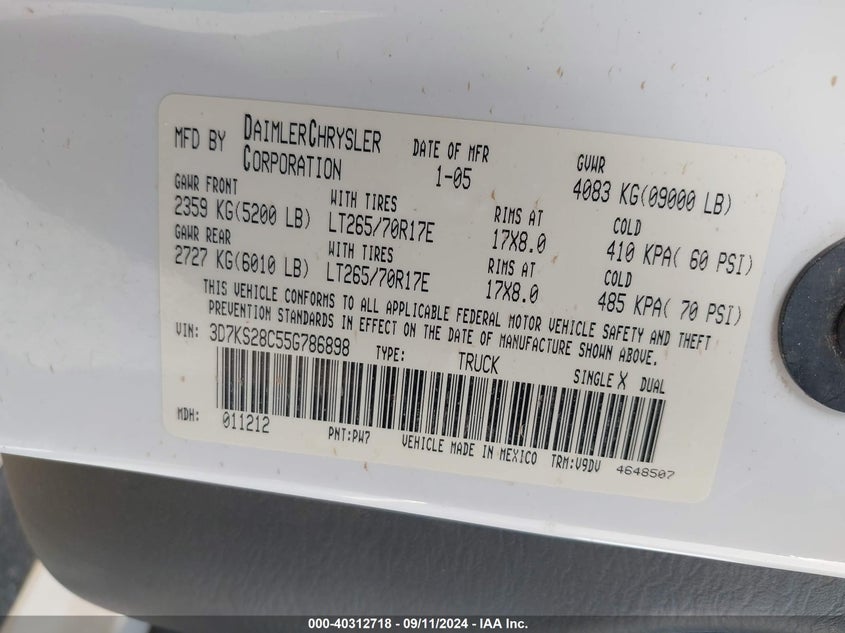 MFD BY DAIMLERCHRYSLER CORPORATION DATE OF MFR 1-05 GVWR 4083 KG(09000 LB)
GAWR FRONT WITH TIRES RIMS AT COLD
2359 KG(5200 LB) LT265/70R17E 17X8.0 410 KPA( 60 PSI)
GAWR REAR WITH TIRES RIMS AT COLD
2727 KG(6010 LB) LT265/70R17E 17X8.0 485 KPA( 70 PSI)
THIS VEHICLE CONFORMS TO ALL APPLICABLE FEDERAL MOTOR VEHICLE SAFETY AND THEFT
PREVENTION STANDARDS IN EFFECT ON THE DATE OF MANUFACTURE SHOWN ABOVE.
VIN: 3D7KS28C55G786898 TYPE: TRUCK SINGLE X DUAL
MDH: 011212 PNT:PW7 VEHICLE MADE IN MEXICO TRM:V9DV 4648507
000-40312718 - 09/11/2024 - IAA Inc.